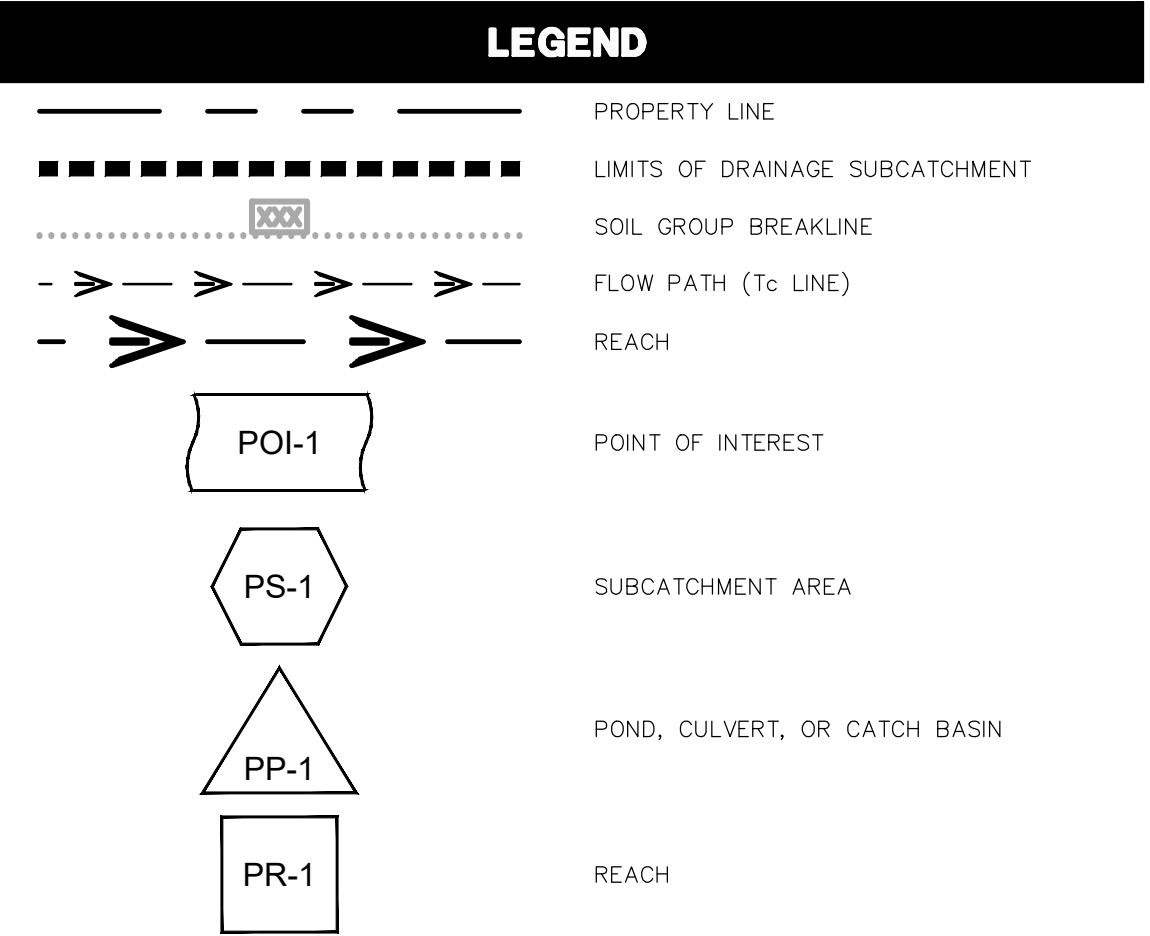 LEGEND
PROPERTY LINE
LIMITS OF DRAINAGE SUBCATCHMENT
XXX
SOIL GROUP BREAKLINE
FLOW PATH (Tc LINE)
REACH
POI-1
POINT OF INTEREST
PS-1
SUBCATCHMENT AREA
PP-1
POND, CULVERT, OR CATCH BASIN
PR-1
REACH